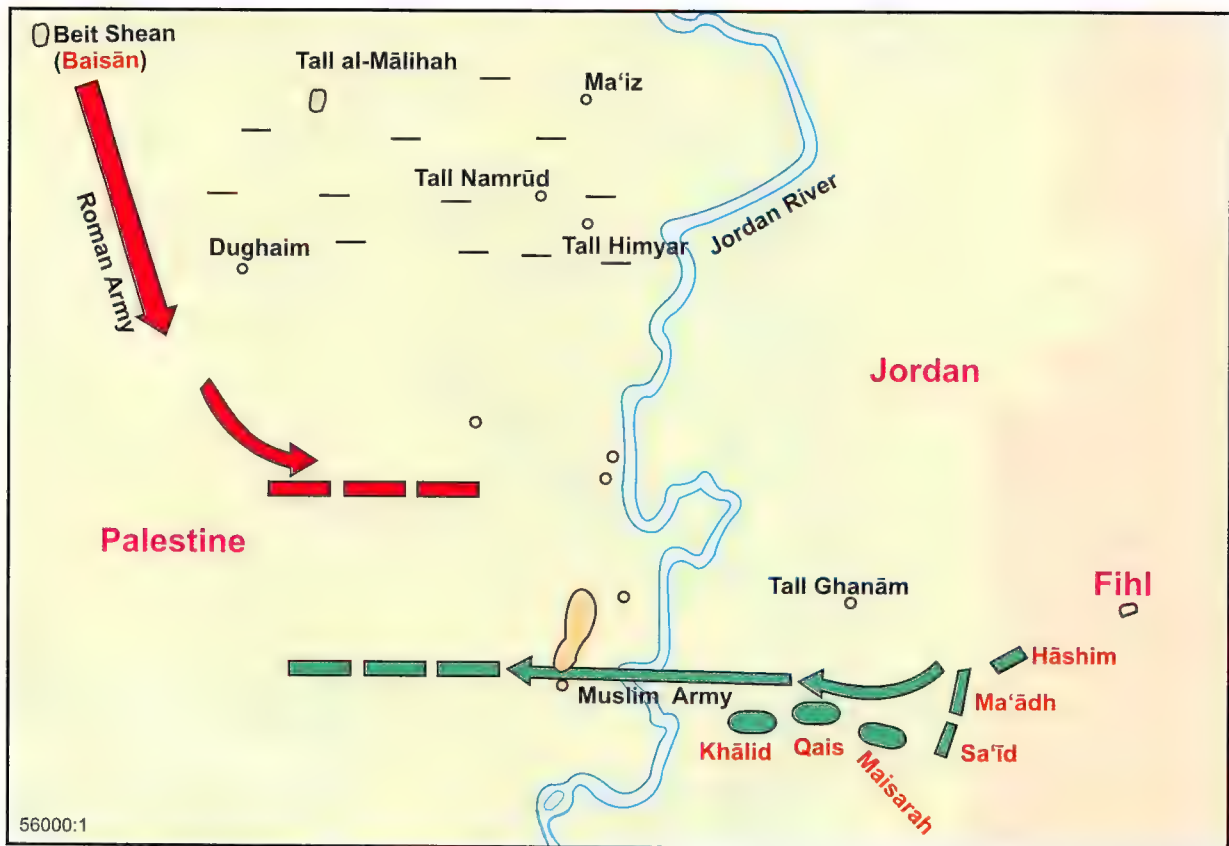 Beit Shean
(Baisān)
Tall al-Mālihah
Ma‘iz
Tall Namrūd
Roman Army
Dughaim
Tall Himyar
Jordan River
Jordan
Palestine
Tall Ghanām
Fihl
Hāshim
Muslim Army
Ma‘ādh
Khālid
Qais
Maisarah
Sa‘īd
56000:1